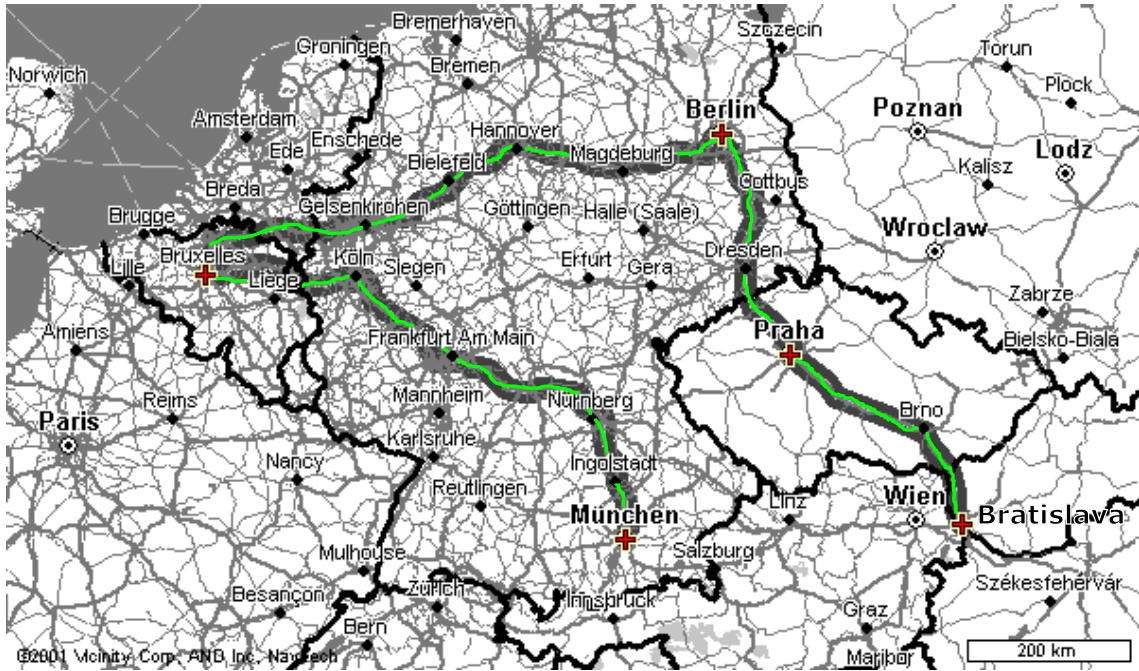 Bremerhaven
Groningen
Szczecin
Norwich
Bremen
Torun
Plock
Berlin
Poznan
Amsterdam
Enschede
Hannover
Ede
Bielefeld
Magdeburg
Kalisz
Lodz
Breda
Cottbus
Brugge
Gelsenkirchen
Göttingen
Halle (Saale)
Wroclaw
Bruxelles
Köln
Siegen
Erfurt
Gera
Dresden
Lille
Liege
Zabrze
Amiens
Frankfurt Am Main
Praha
Bielsko-Biala
Reims
Mannheim
Nürnberg
Brno
Paris
Karlsruhe
Nancy
Ingolstadt
Reutlingen
Wien
Linz
München
Bratislava
Mulhouse
Salzburg
Székesfehérvár
Besançon
Zürich
Innsbruck
Graz
Bern
©2001 Vicinity Corp, AND Inc, Navtech
Maribor
200 km